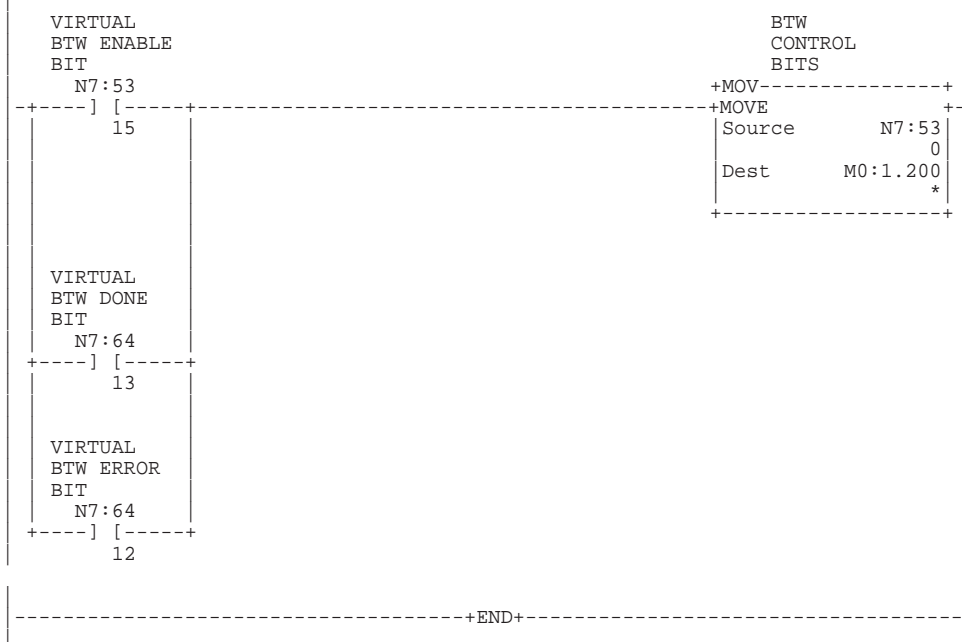 VIRTUAL BTW
BTW ENABLE CONTROL
BIT BITS
N7:53 +MOV---------------+
-+----] [-----+------------------------------------------+MOVE +-
15 |Source N7:53|
0|
|Dest M0:1.200|
*|
+------------------+
VIRTUAL
BTW DONE
BIT
N7:64
+----] [-----+
13
VIRTUAL
BTW ERROR
BIT
N7:64
+----] [-----+
12
|-------------------------------------+END+------------------------------------